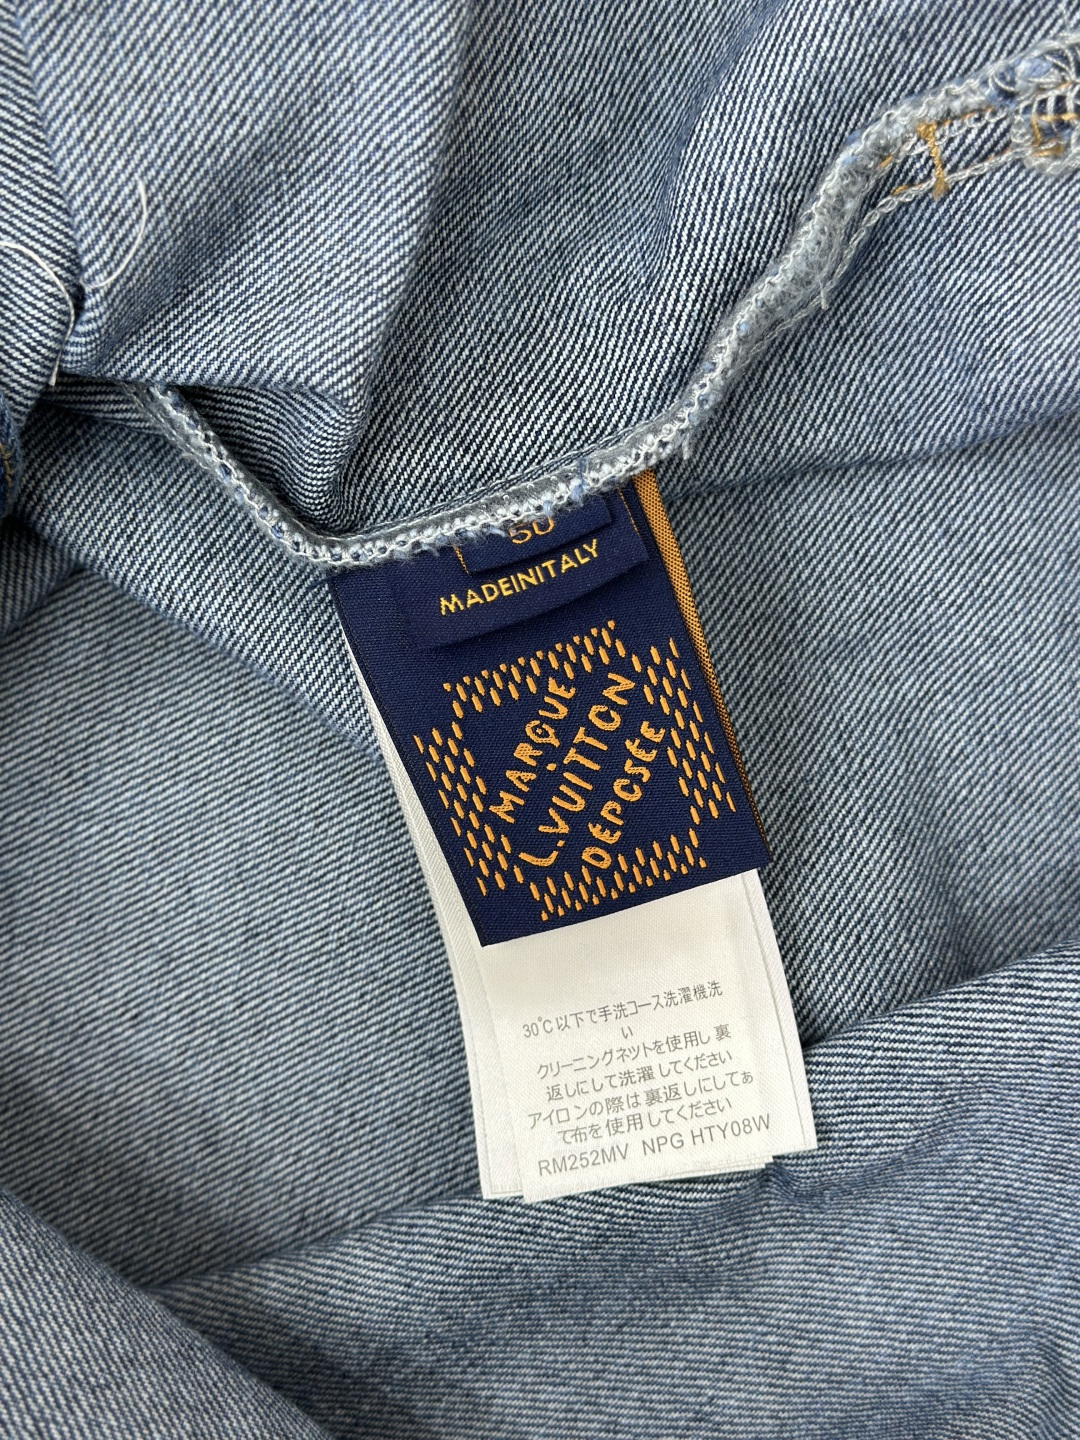 50
MADEINITALY
MARQUE
L.VUITTON
DÉPOSÉE
30°C以下で手洗コース洗濯機洗
い
クリーニングネットを使用し 裏
返しにして洗濯してください
アイロンの際は裏返しにしてぁ
て布を使用してください
RM252MV NPG HTY08W